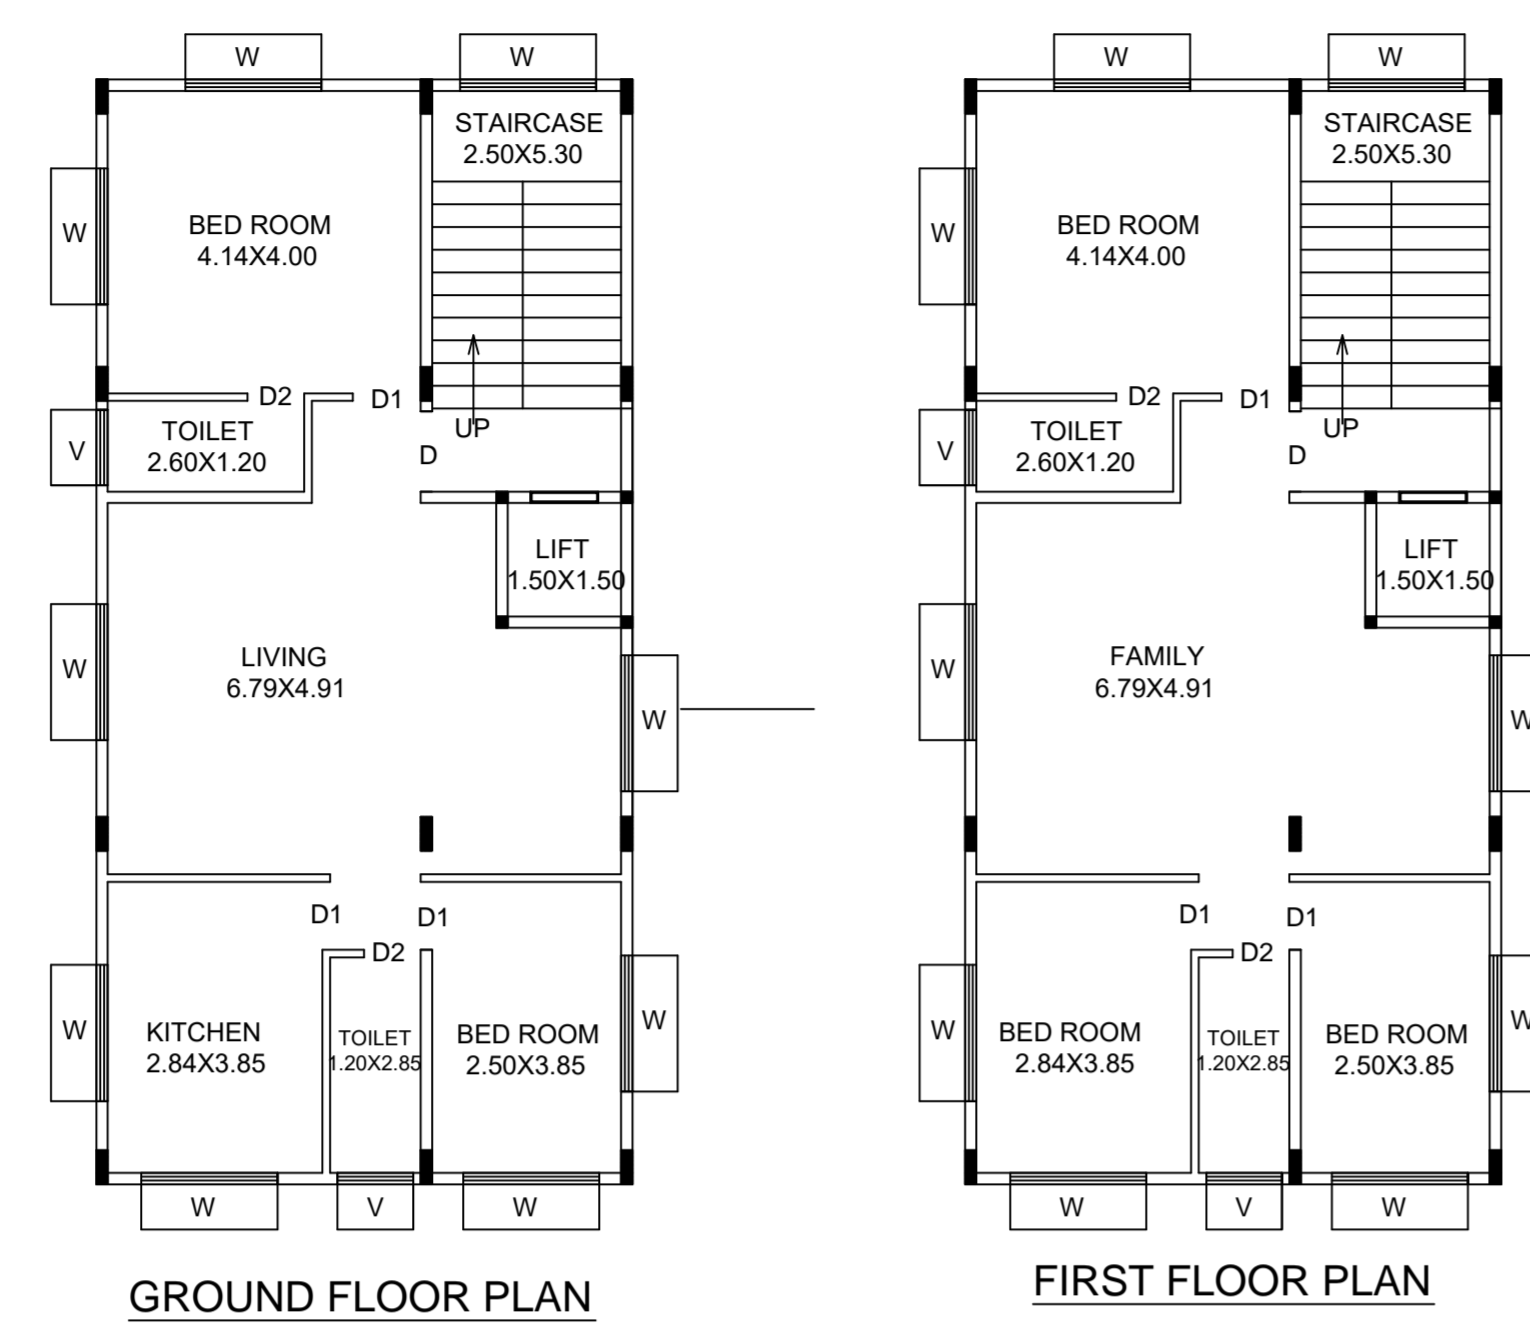 W
W
STAIRCASE
2.50X5.30
W
BED ROOM
4.14X4.00
D2
D1
V
TOILET
2.60X1.20
UP
D
LIFT
1.50X1.50
W
LIVING
6.79X4.91
W
D1
D1
D2
W
KITCHEN
2.84X3.85
TOILET
1.20X2.85
BED ROOM
2.50X3.85
W
W
V
W
GROUND FLOOR PLAN
W
W
STAIRCASE
2.50X5.30
W
BED ROOM
4.14X4.00
D2
D1
V
TOILET
2.60X1.20
UP
D
LIFT
1.50X1.50
W
FAMILY
6.79X4.91
W
D1
D1
D2
W
BED ROOM
2.84X3.85
TOILET
1.20X2.85
BED ROOM
2.50X3.85
W
W
V
W
FIRST FLOOR PLAN